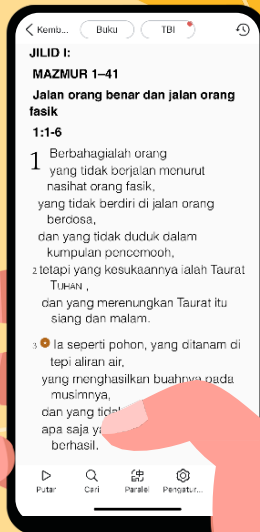 Kemb...
Buku
TBI
JILID I:
MAZMUR 1–41
Jalan orang benar dan jalan orang
fasik
1:1-6
1 Berbahagialah orang
yang tidak berjalan menurut
nasihat orang fasik,
yang tidak berdiri di jalan orang
berdosa,
dan yang tidak duduk dalam
kumpulan pencemooh,
2 tetapi yang kesukaannya ialah Taurat
TUHAN ,
dan yang merenungkan Taurat itu
siang dan malam.
3 Ia seperti pohon, yang ditanam di
tepi aliran air,
yang menghasilkan buahnya pada
musimnya,
dan yang
apa saja
berhasil.
Putar
Cari
Paralel
Pengatur...